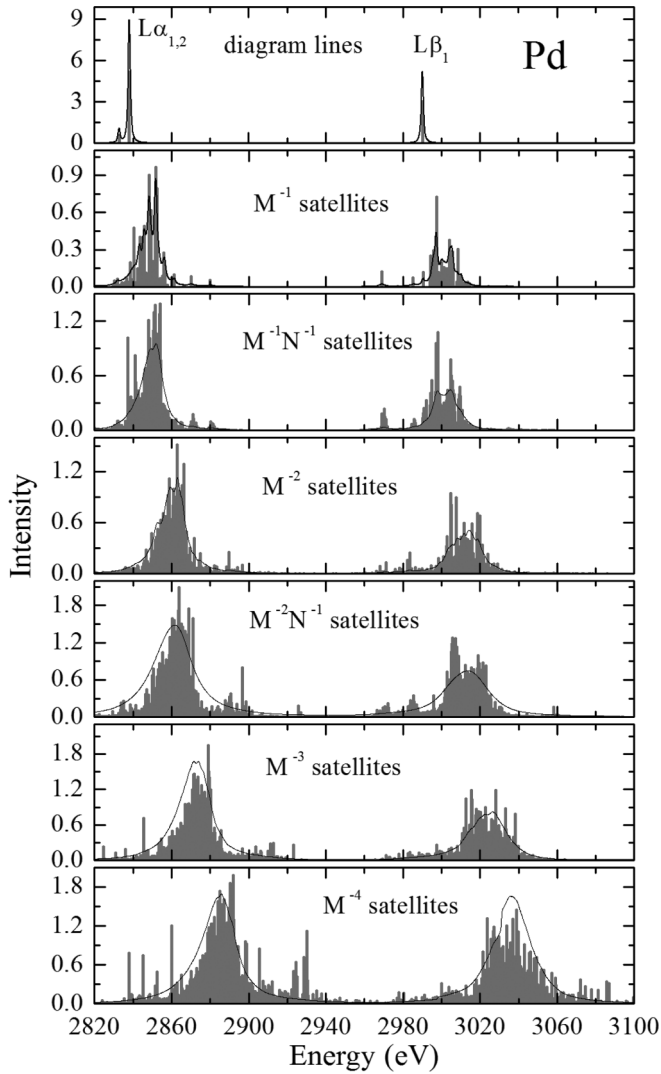 Lα1,2 diagram lines Lβ1 Pd
9
6
3
0
M-1 satellites
0.9
0.6
0.3
0.0
M-1N-1 satellites
1.2
0.6
0.0
M-2 satellites
1.2
0.6
0.0
M-2N-1 satellites
1.8
1.2
0.6
0.0
M-3 satellites
1.8
1.2
0.6
0.0
M-4 satellites
1.8
1.2
0.6
0.0
Intensity
2820 2860 2900 2940 2980 3020 3060 3100
Energy (eV)